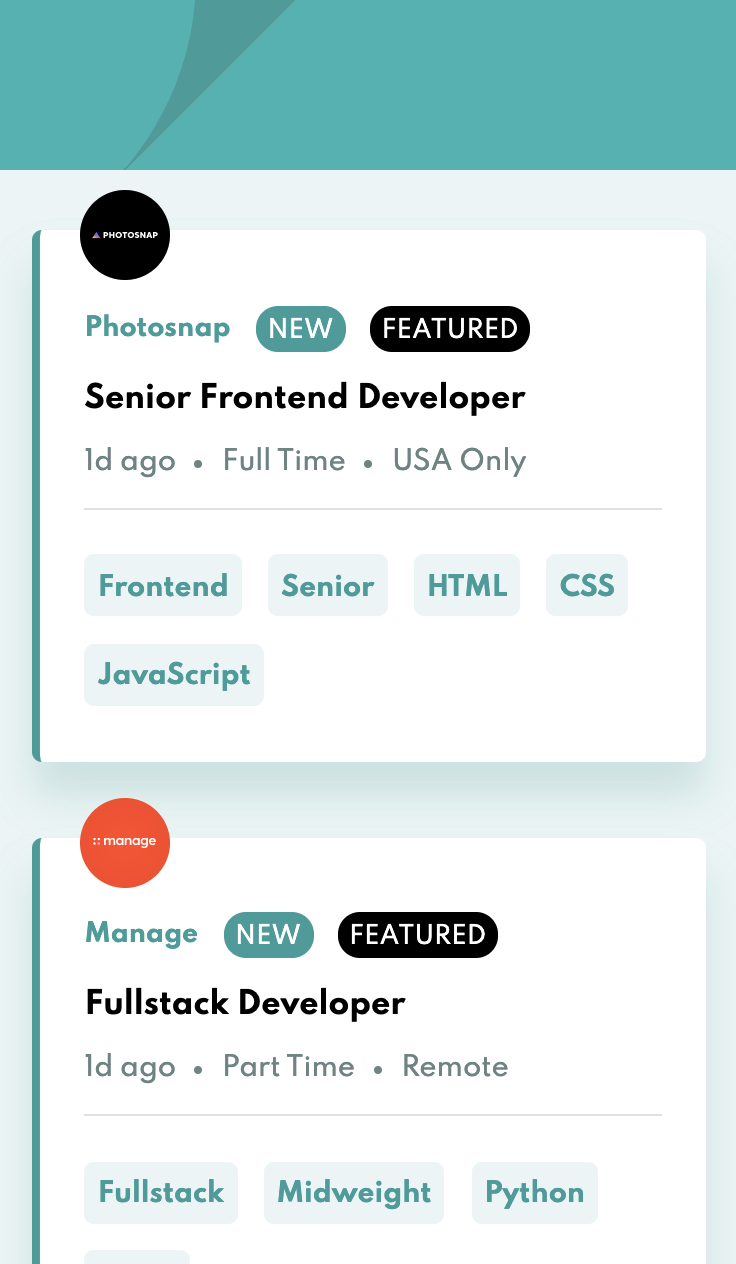 PHOTOSNAP
Photosnap NEW FEATURED
Senior Frontend Developer
1d ago • Full Time • USA Only
Frontend Senior HTML CSS
JavaScript
manage
Manage NEW FEATURED
Fullstack Developer
1d ago • Part Time • Remote
Fullstack Midweight Python